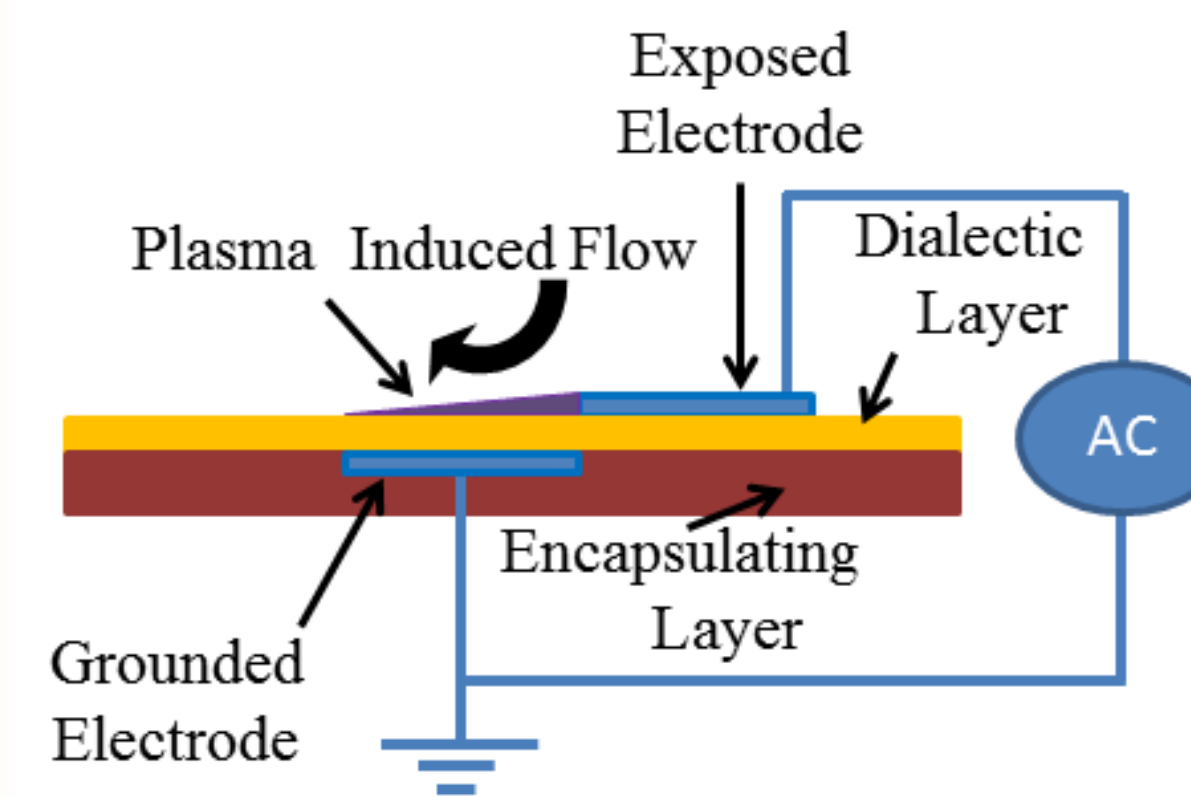 Exposed
Electrode
Plasma
Induced Flow
Dialectic
Layer
AC
Encapsulating
Layer
Grounded
Electrode